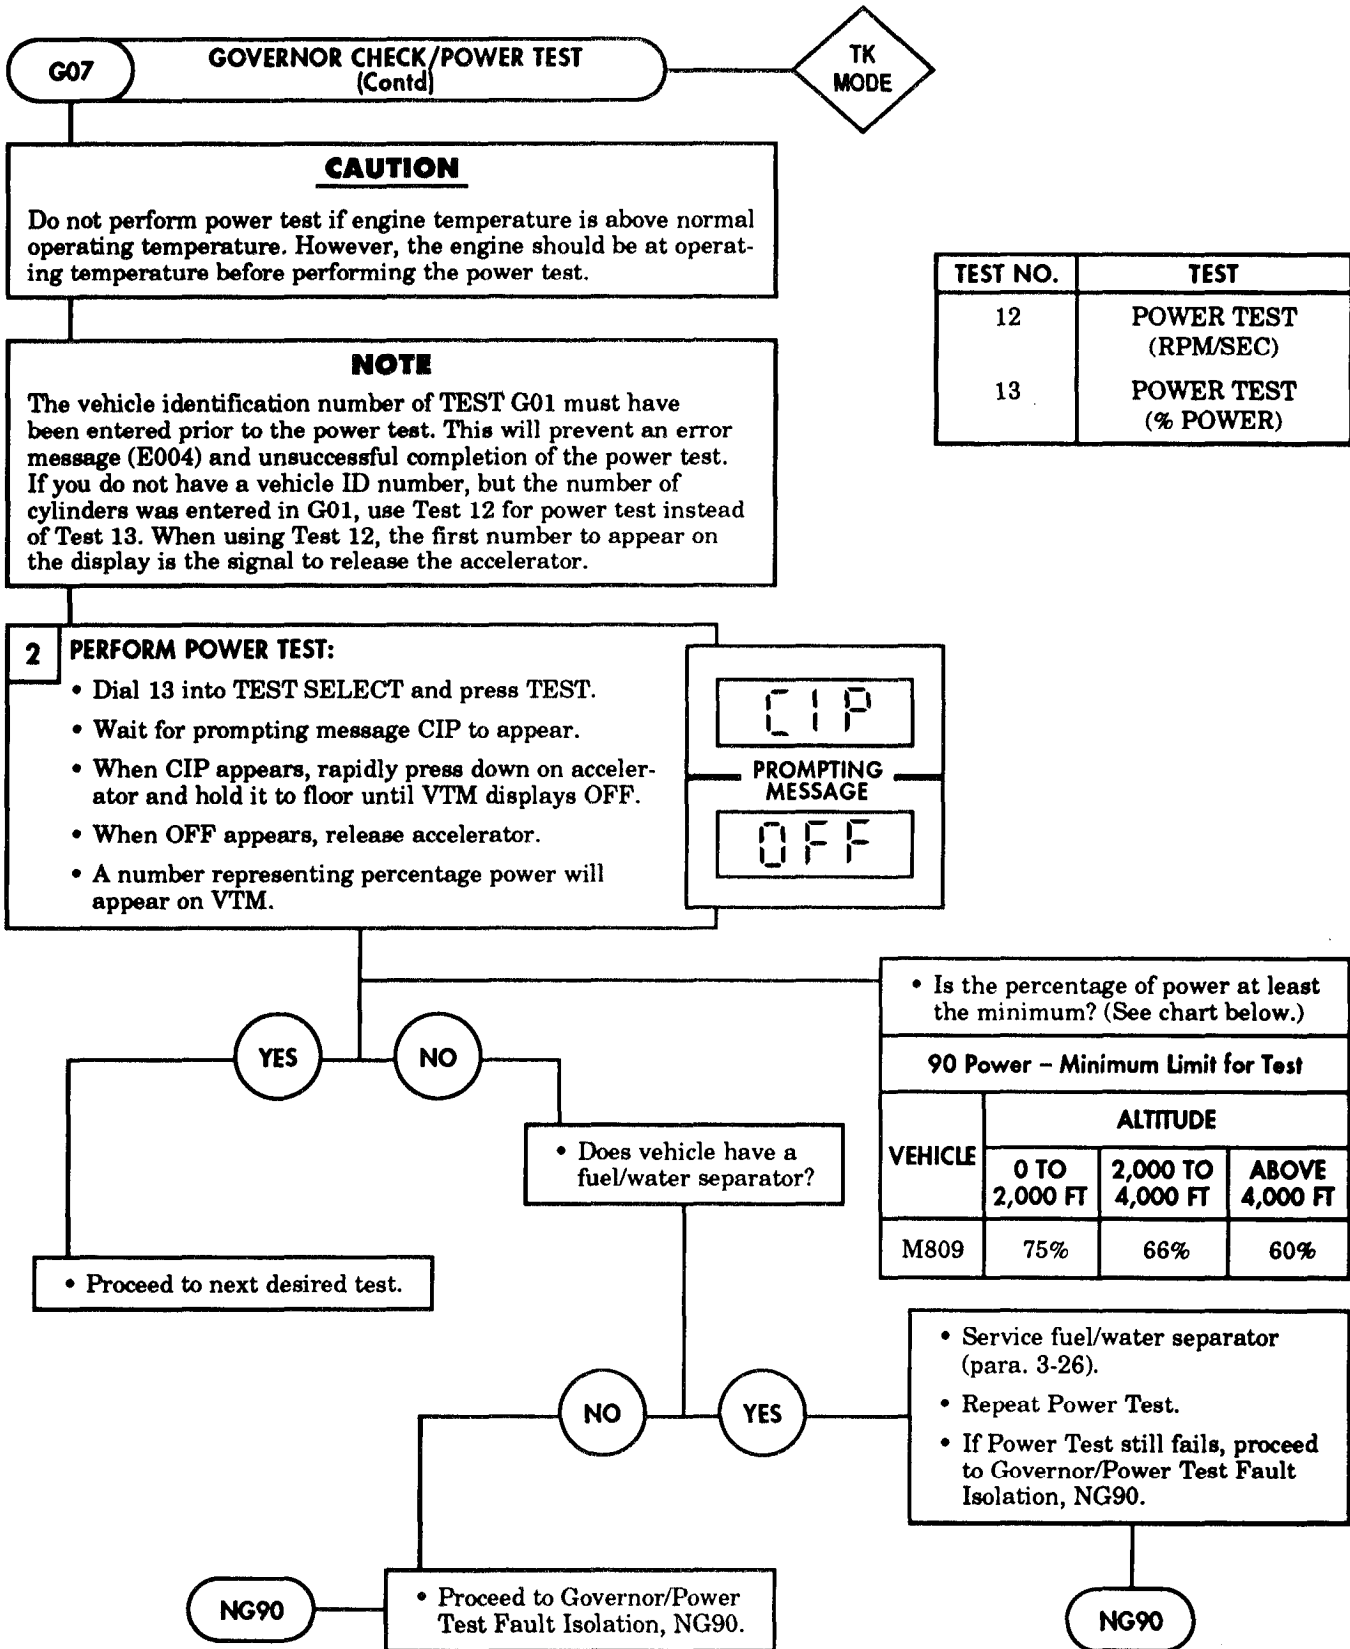 G07
GOVERNOR CHECK/POWER TEST
(Contd)
TK
MODE
CAUTION
Do not perform power test if engine temperature is above normal
operating temperature. However, the engine should be at operat-
ing temperature before performing the power test.
TEST NO. TEST
12 POWER TEST
(RPM/SEC)
13 POWER TEST
(% POWER)
NOTE
The vehicle identification number of TEST G01 must have
been entered prior to the power test. This will prevent an error
message (E004) and unsuccessful completion of the power test.
If you do not have a vehicle ID number, but the number of
cylinders was entered in G01, use Test 12 for power test instead
of Test 13. When using Test 12, the first number to appear on
the display is the signal to release the accelerator.
2 PERFORM POWER TEST:
• Dial 13 into TEST SELECT and press TEST.
• Wait for prompting message CIP to appear.
• When CIP appears, rapidly press down on acceler-
ator and hold it to floor until VTM displays OFF.
• When OFF appears, release accelerator.
• A number representing percentage power will
appear on VTM.
CIP
PROMPTING
MESSAGE
OFF
• Is the percentage of power at least
the minimum? (See chart below.)
90 Power – Minimum Limit for Test
VEHICLE
ALTITUDE
0 TO
2,000 FT
2,000 TO
4,000 FT
ABOVE
4,000 FT
M809 75% 66% 60%
YES
NO
• Does vehicle have a
fuel/water separator?
• Proceed to next desired test.
NO
YES
• Service fuel/water separator
(para. 3-26).
• Repeat Power Test.
• If Power Test still fails, proceed
to Governor/Power Test Fault
Isolation, NG90.
NG90
• Proceed to Governor/Power
Test Fault Isolation, NG90.
NG90